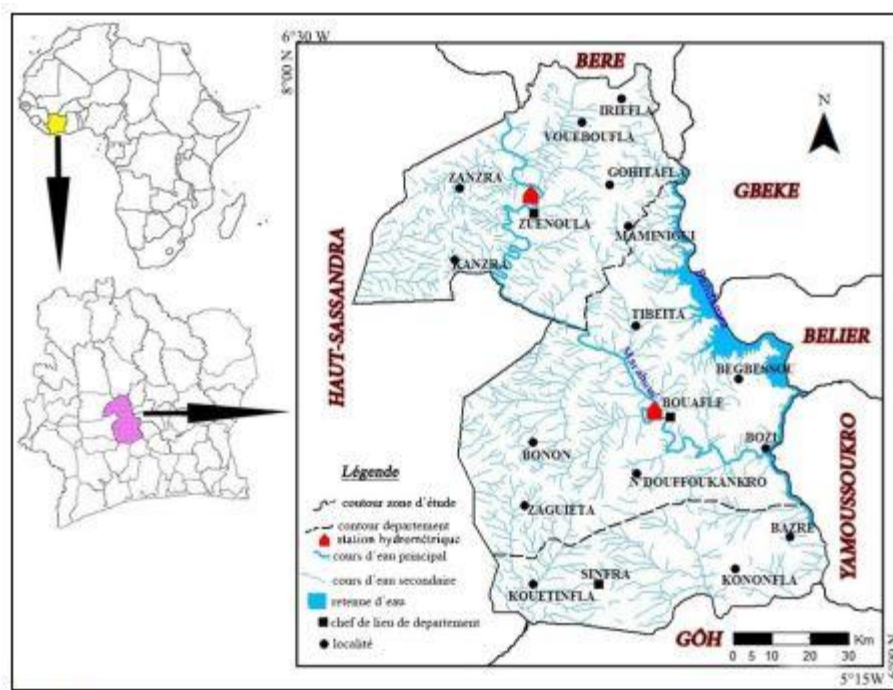 6°30 W
8°00 N
BERE
IRIEFLA
VOUEBOUFLA
N
GOHITAFLA
ZANZRA
GBEKE
ZUENOULA
MAMINIGUI
KANZRA
HAUT-SASSANDRA
TIBEITA
BELIER
Marahoué
BEGBESSOU
BOUAFLE
BONON
BOZI
Légende
N'DOUFFOUKANKRO
contour zone d'étude
ZAGUIETA
contour departement
station hydrométrique
BAZRE
YAMOUSSOUKRO
cours d'eau principal
cours d'eau secondaire
SINFRA
KONONFLA
KOUETINFLA
retenue d'eau
chef de lieu de departement
localité
GÔH
Km
0 5 10 20 30
5°15W